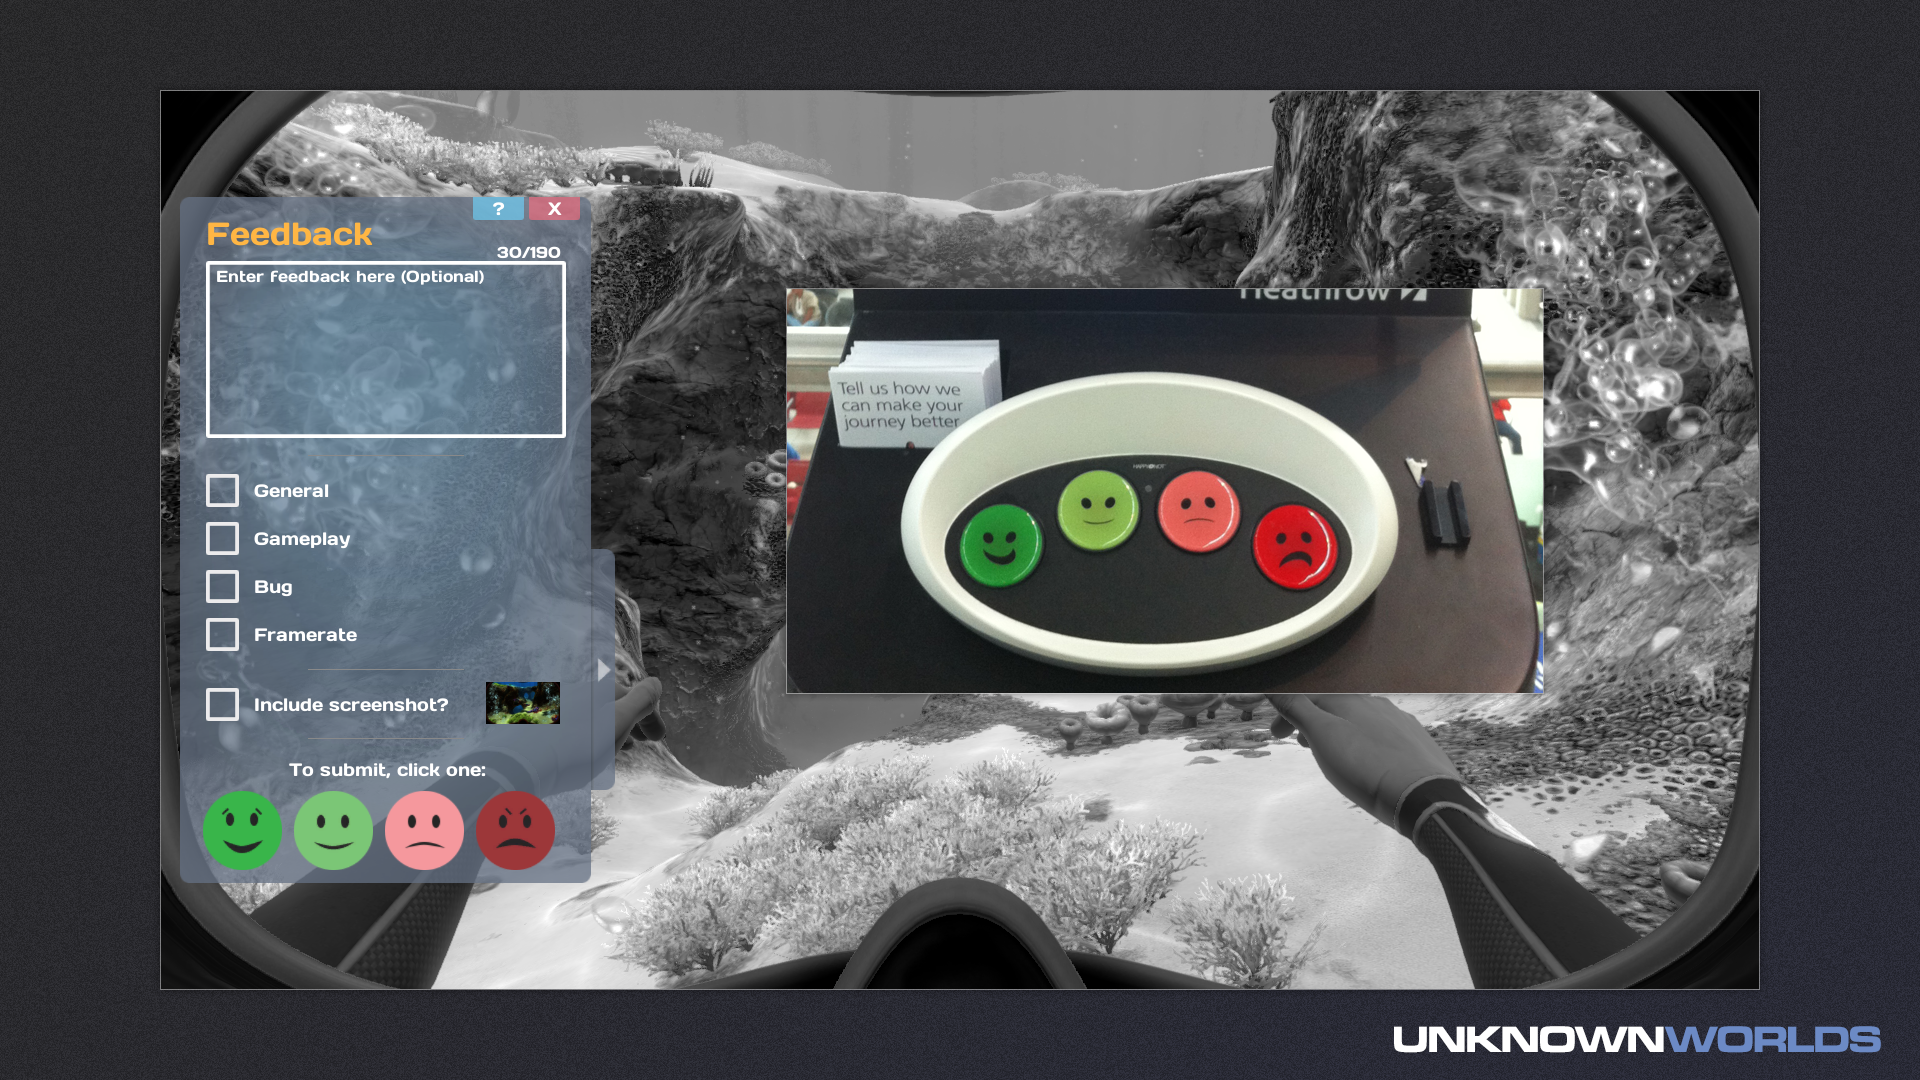 ? X
Feedback
30/190
Enter feedback here (Optional)
General
Gameplay
Bug
Framerate
Include screenshot?
To submit, click one:
Heathrow
Tell us how we
can make your
journey better
UNKNOWNWORLDS